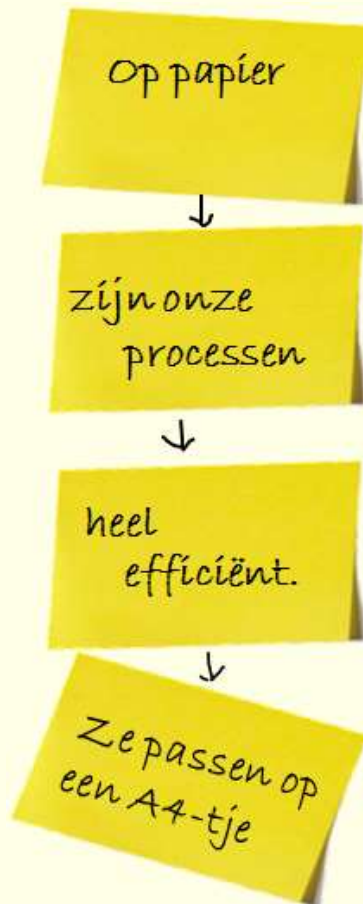 Op papier
zijn onze
processen
heel
efficiënt.
Ze passen op
een A4-tje